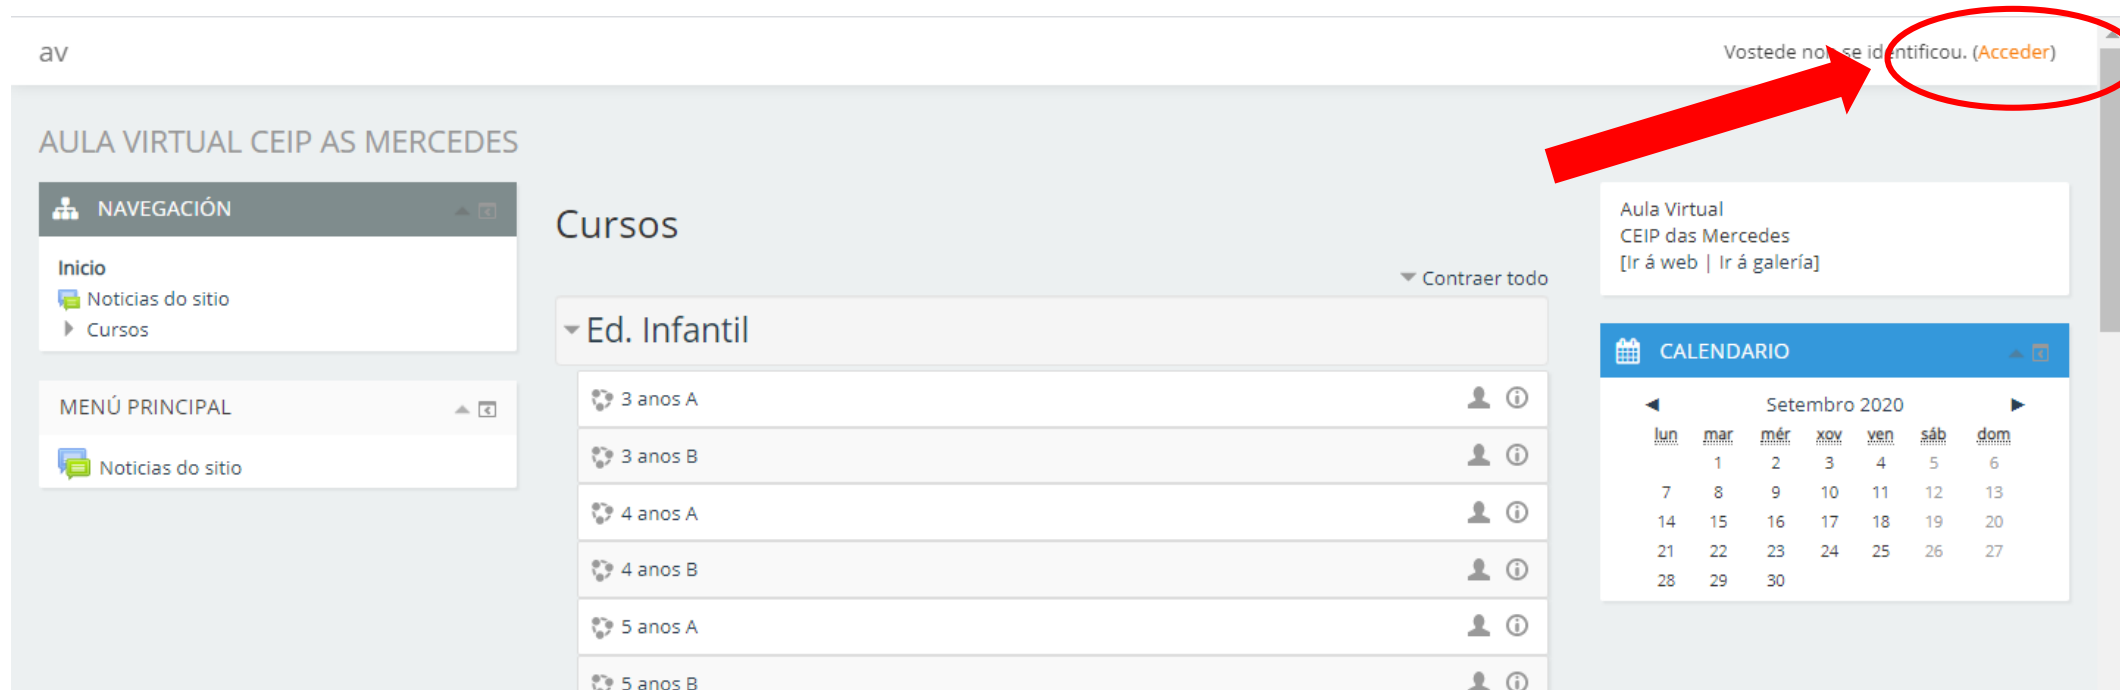 av
Vostede non se identificou. (Acceder)
AULA VIRTUAL CEIP AS MERCEDES
NAVEGACIÓN
Inicio
Noticias do sitio
Cursos
MENÚ PRINCIPAL
Noticias do sitio
Cursos
Contraer todo
Ed. Infantil
3 anos A
3 anos B
4 anos A
4 anos B
5 anos A
5 anos B
Aula Virtual
CEIP das Mercedes
[Ir á web | Ir á galería]
CALENDARIO
Setembro 2020
lun mar mér xov ven sáb dom
1 2 3 4 5 6
7 8 9 10 11 12 13
14 15 16 17 18 19 20
21 22 23 24 25 26 27
28 29 30